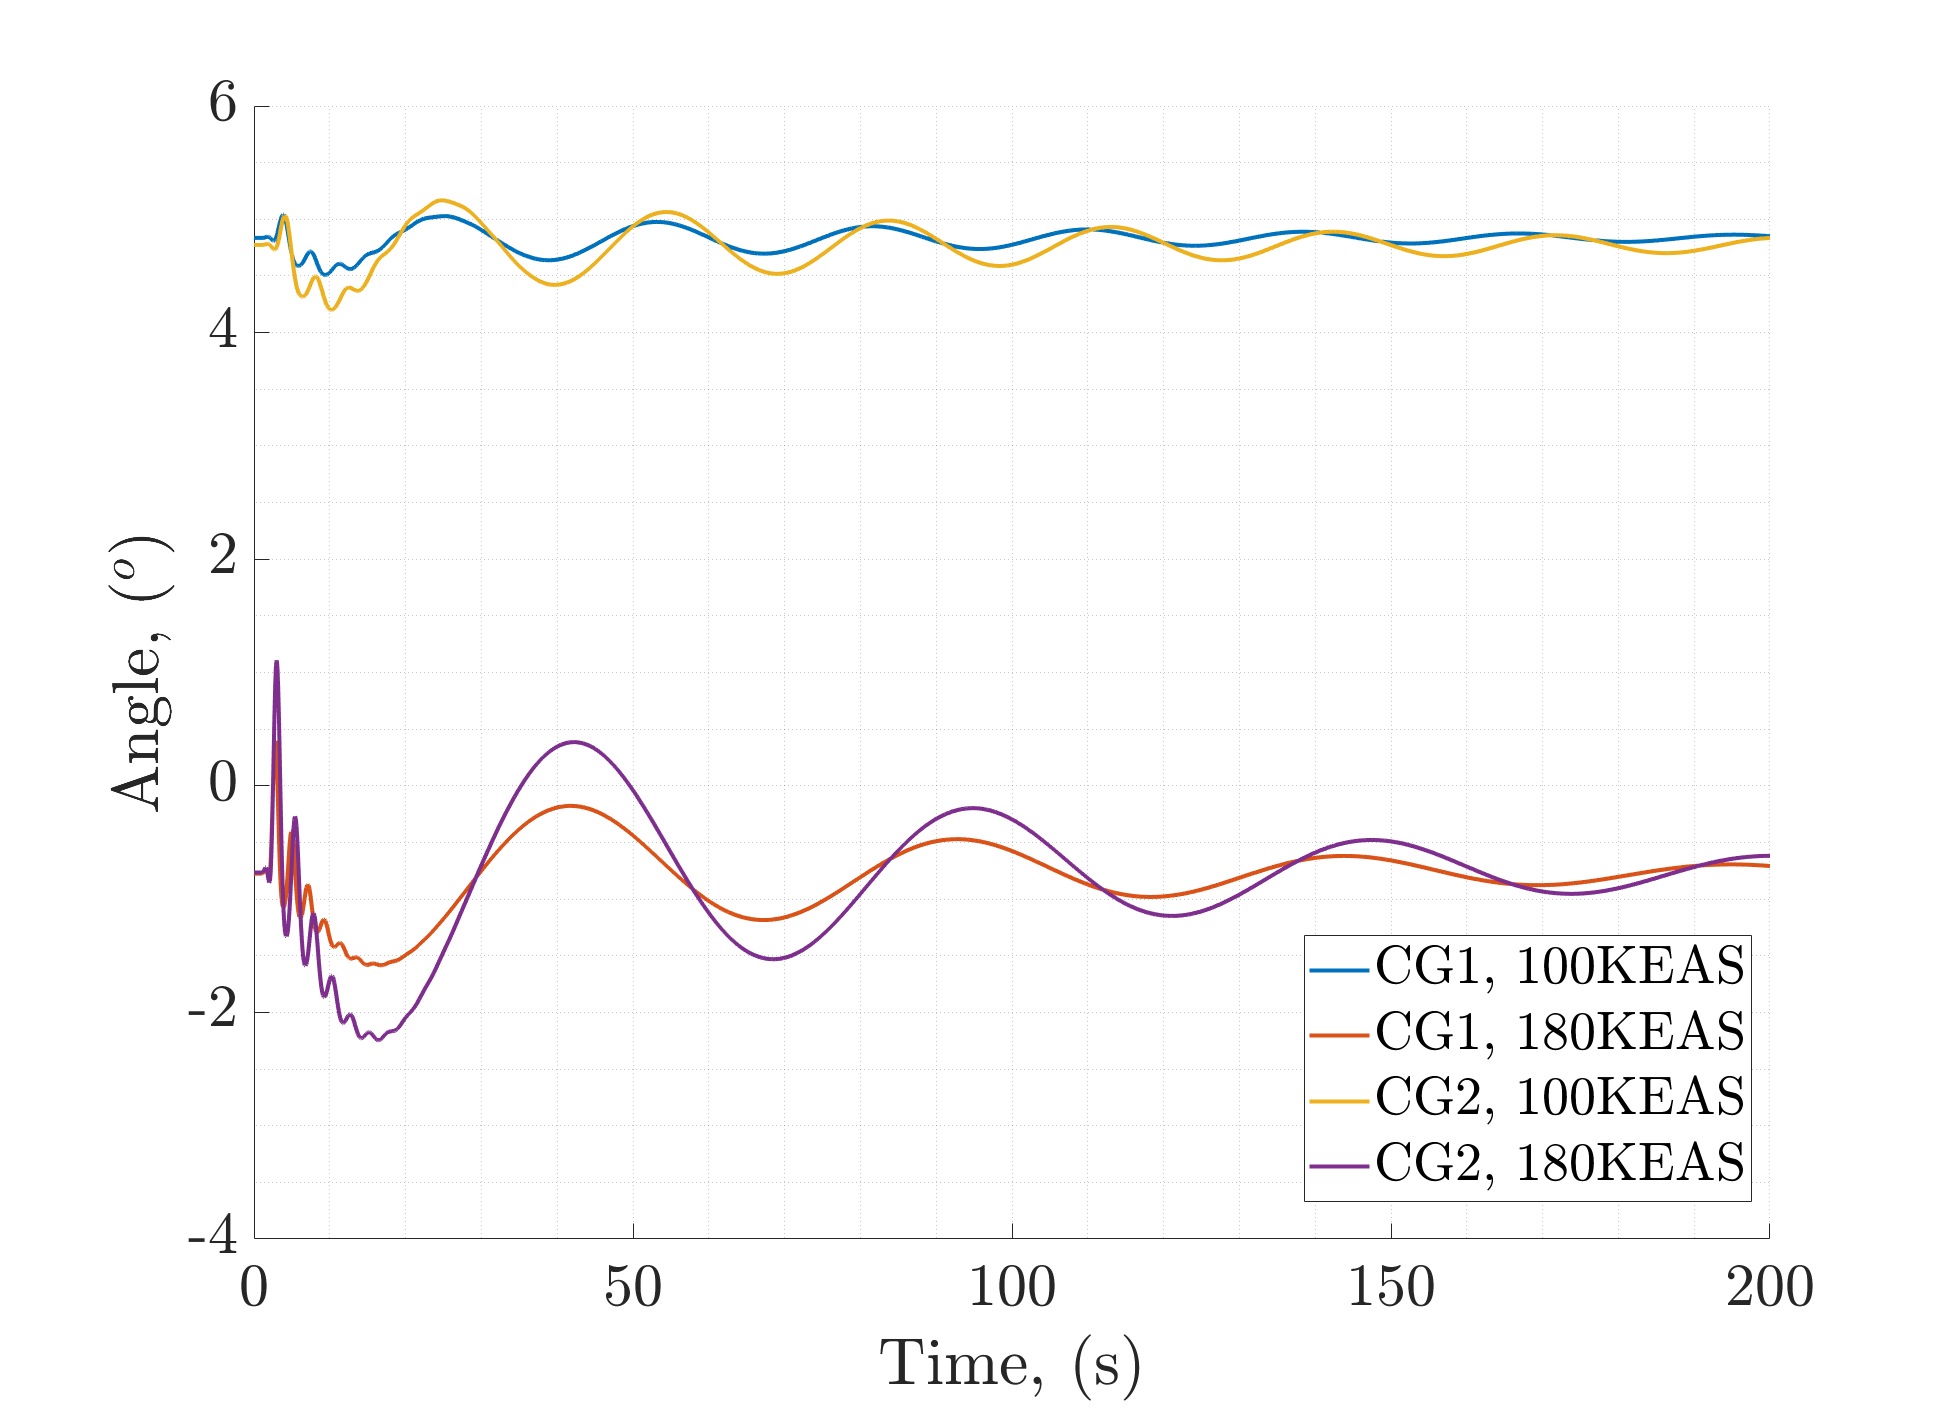 6
4
2
0
-2
-4
Angle, (°)
0 50 100 150 200
Time, (s)
CG1, 100KEAS
CG1, 180KEAS
CG2, 100KEAS
CG2, 180KEAS